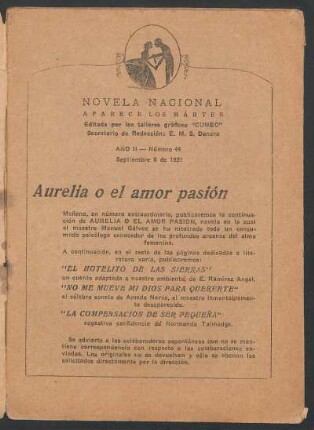 NOVELA NACIONAL
APARECE LOS MARTES
Editada por los talleres gráficos "CUMBO"
Secretario de Redacción: E. M. S. Danero
AÑO II — Número 46
Septiembre 6 de 1921
Aurelia o el amor pasión
Mañana, en número extraordinario, publicaremos la continua-
ción de AURELIA O EL AMOR PASION, novela en la cual
el maestro Manuel Gálvez se ha mostrado todo un consu-
mido psicólogo conocedor de los profundos arcanos del alma
femenina.
A continuación, en el resto de las páginas dedicadas a lite-
ratura varia, publicaremos:
"EL HOTELITO DE LAS SIERRAS"
un cuento adaptado a nuestro ambiente, de E. Ramírez Angel.
"NO ME MUEVE MI DIOS PARA QUERERTE"
el célebre soneto de Amado Nervo, el maestro inmortalmente
desaparecido.
"LA COMPENSACION DE SER PEQUEÑA"
sugestiva confidencia de Normanda Talmadge.
Se advierte a los colaboradores espontáneos que no se man-
tiene correspondencia con respecto a las colaboraciones en-
viadas. Los originales no se devuelven y sólo se abonan los
solicitados directamente por la dirección.